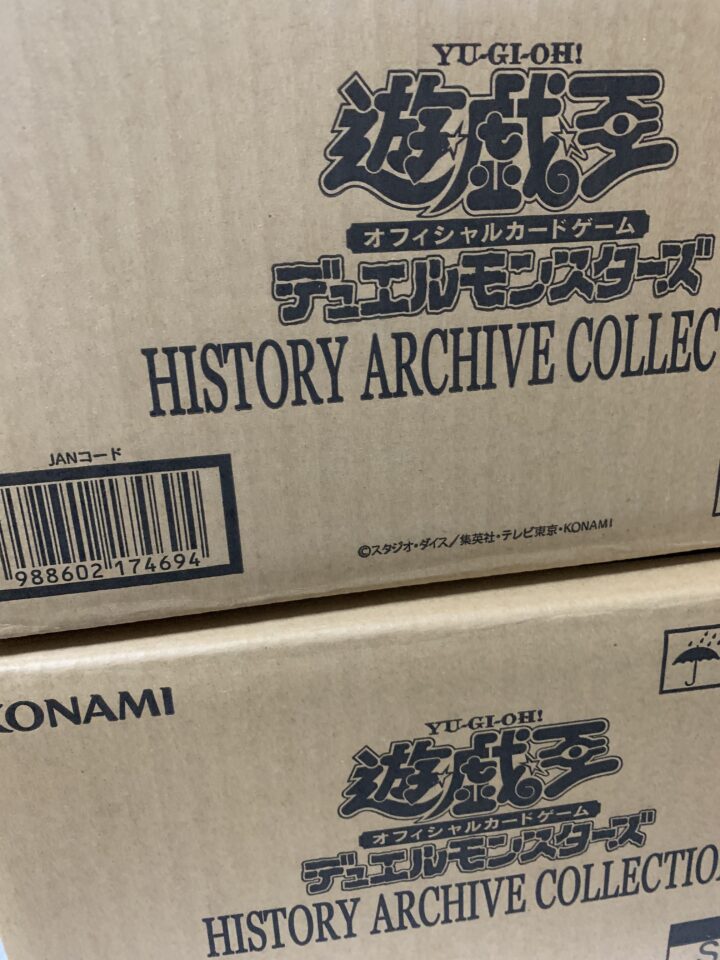 YU-GI-OH!
遊戯王
オフィシャルカードゲーム
デュエルモンスターズ
HISTORY ARCHIVE COLLEC
JANコード
988602 174694
©スタジオ・ダイス/集英社・テレビ東京・KONAMI
KONAMI
YU-GI-OH!
遊戯王
オフィシャルカードゲーム
デュエルモンスターズ
HISTORY ARCHIVE COLLECTION
S